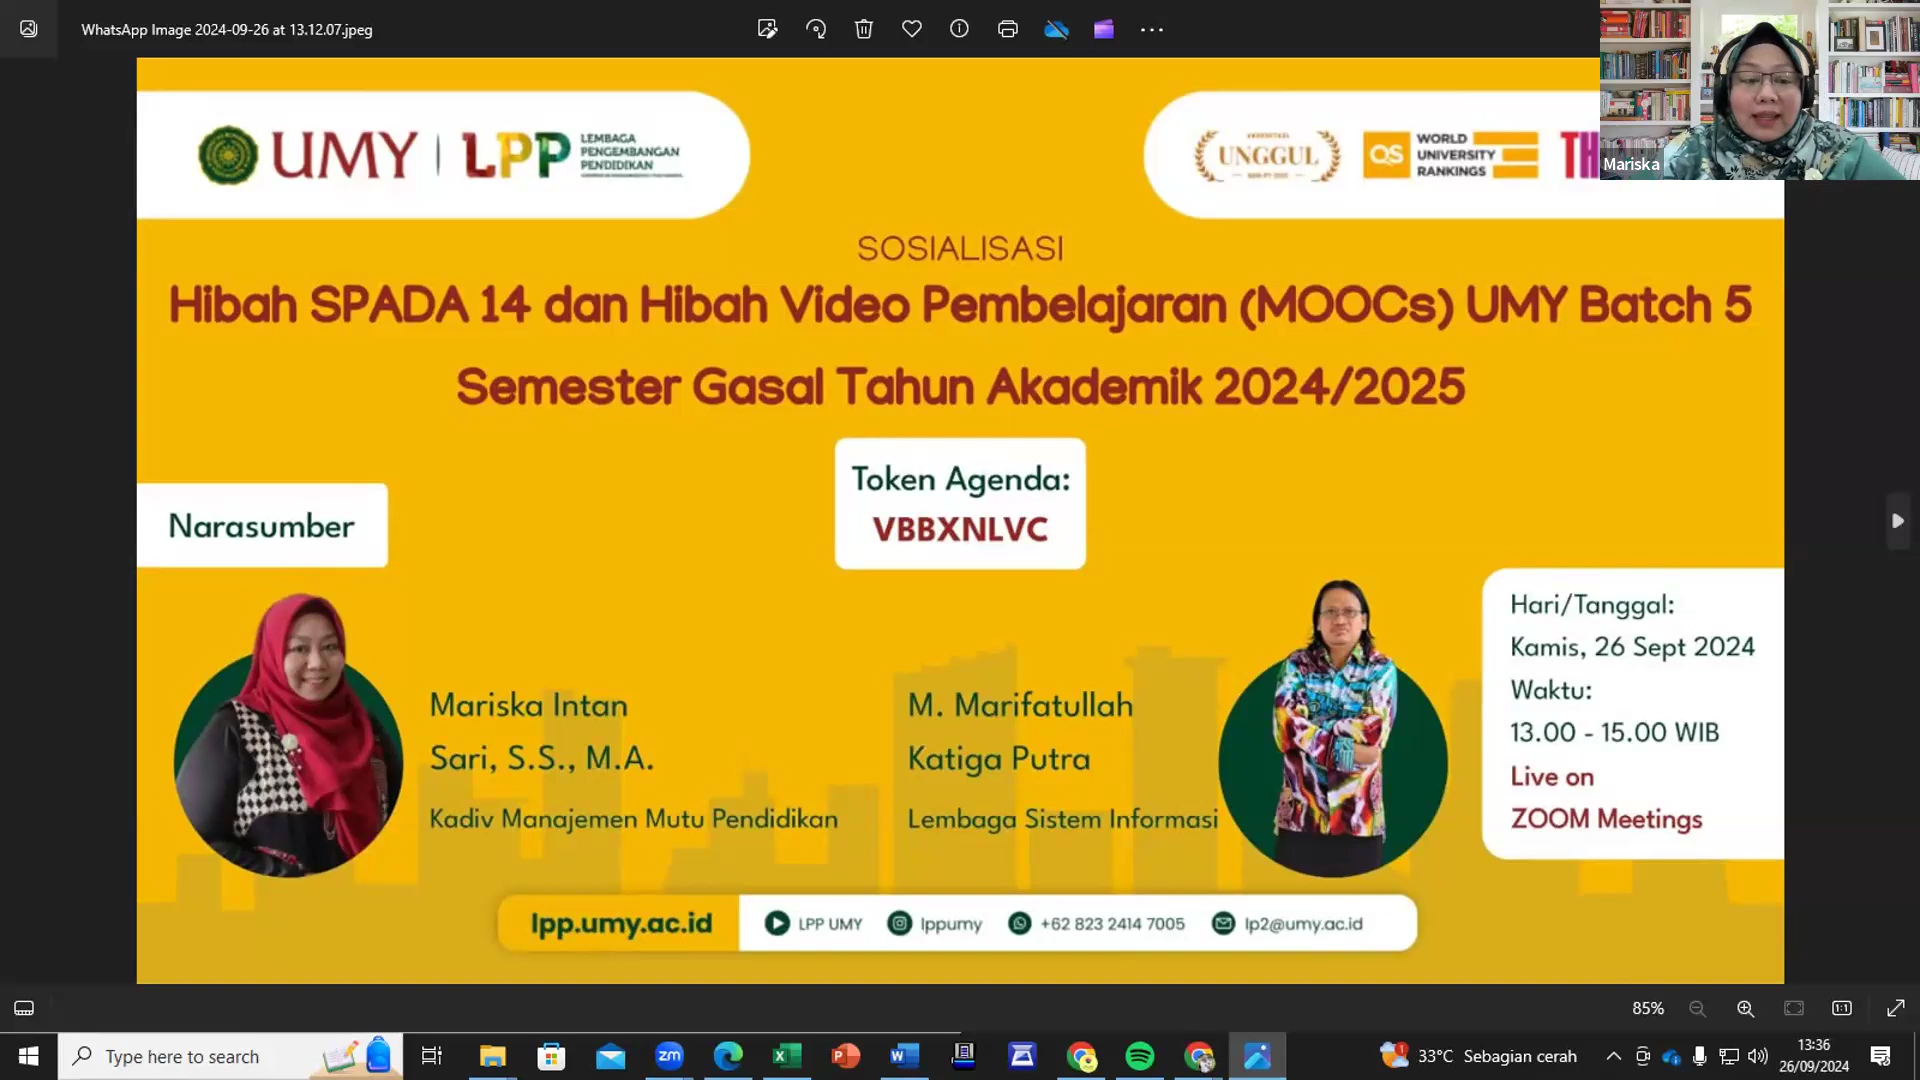 WhatsApp Image 2024-09-26 at 13.12.07.jpeg
UMY
LPP
LEMBAGA
PENGEMBANGAN
PENDIDIKAN
UNGGUL
QS
WORLD
UNIVERSITY
RANKINGS
Mariska
SOSIALISASI
Hibah SPADA 14 dan Hibah Video Pembelajaran (MOOCs) UMY Batch 5
Semester Gasal Tahun Akademik 2024/2025
Token Agenda:
VBBXNLVC
Narasumber
Mariska Intan
Sari, S.S., M.A.
Kadiv Manajemen Mutu Pendidikan
M. Marifatullah
Katiga Putra
Lembaga Sistem Informasi
Hari/Tanggal:
Kamis, 26 Sept 2024
Waktu:
13.00 - 15.00 WIB
Live on
ZOOM Meetings
lpp.umy.ac.id
LPP UMY
lppumy
+62 823 2414 7005
lp2@umy.ac.id
85%
Type here to search
33°C Sebagian cerah
13:36
26/09/2024